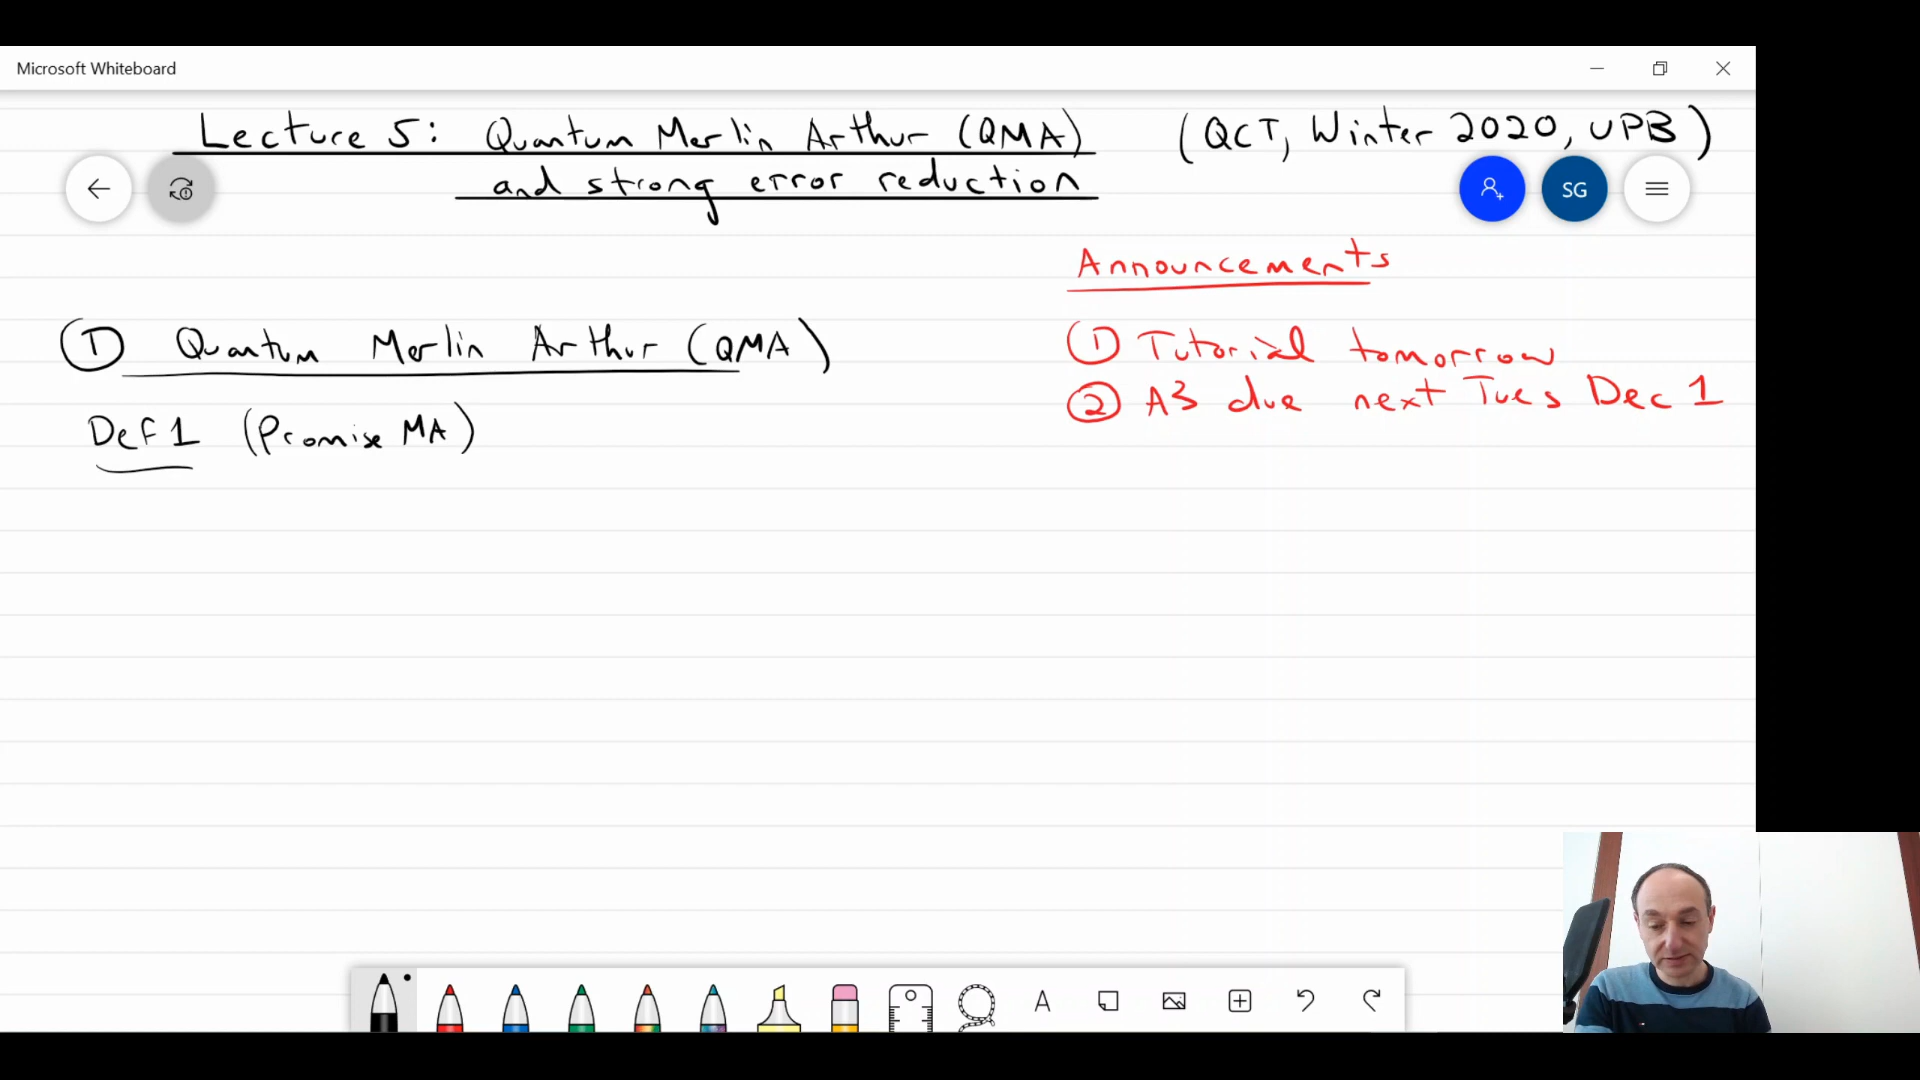 Microsoft Whiteboard
Lecture 5: Quantum Merlin Arthur (QMA) (QCT, Winter 2020, UPB)
and strong error reduction
SG
Announcements
① Quantum Merlin Arthur (QMA)
① Tutorial tomorrow
② A3 due next Tues Dec 1
Def 1 (Promise MA)
A